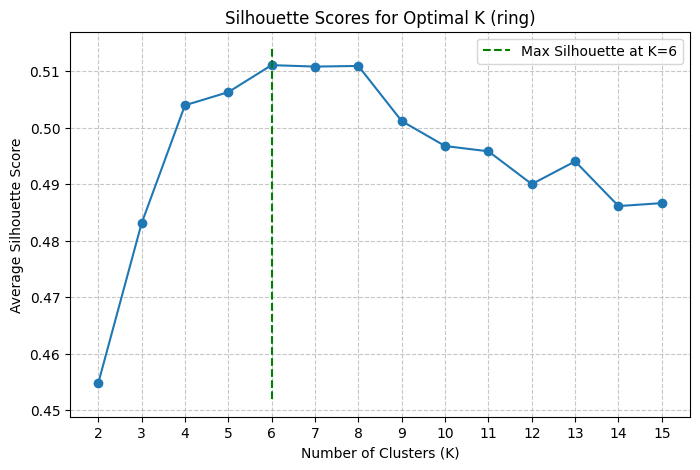 Silhouette Scores for Optimal K (ring)
Max Silhouette at K=6
Average Silhouette Score
0.51
0.50
0.49
0.48
0.47
0.46
0.45
2 3 4 5 6 7 8 9 10 11 12 13 14 15
Number of Clusters (K)